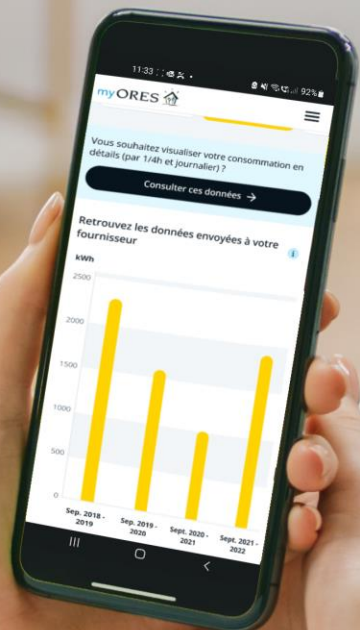 11:33
92%
myORES
Vous souhaitez visualiser votre consommation en
détails (par 1/4h et journalier) ?
Consulter ces données →
Retrouvez les données envoyées à votre
fournisseur
i
kWh
2500
2000
1500
1000
500
0
Sep. 2018 -
2019
Sep. 2019 -
2020
Sept. 2020 -
2021
Sept. 2021 -
2022